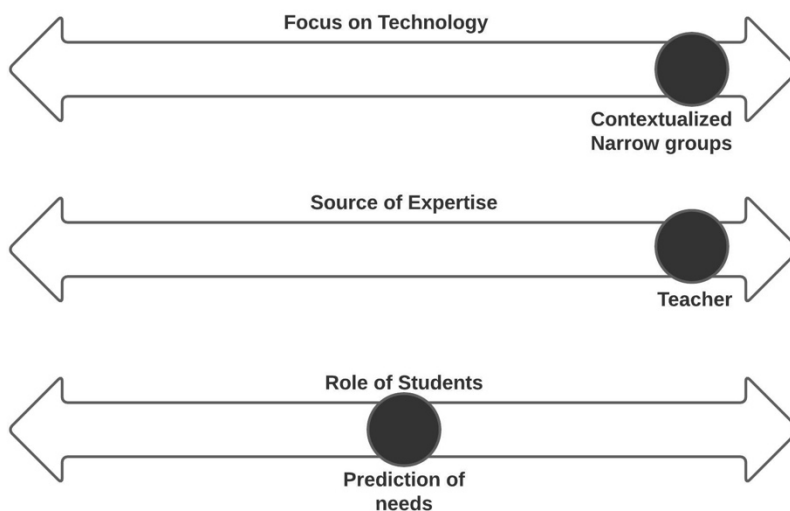 Focus on Technology
Contextualized
Narrow groups
Source of Expertise
Teacher
Role of Students
Prediction of
needs